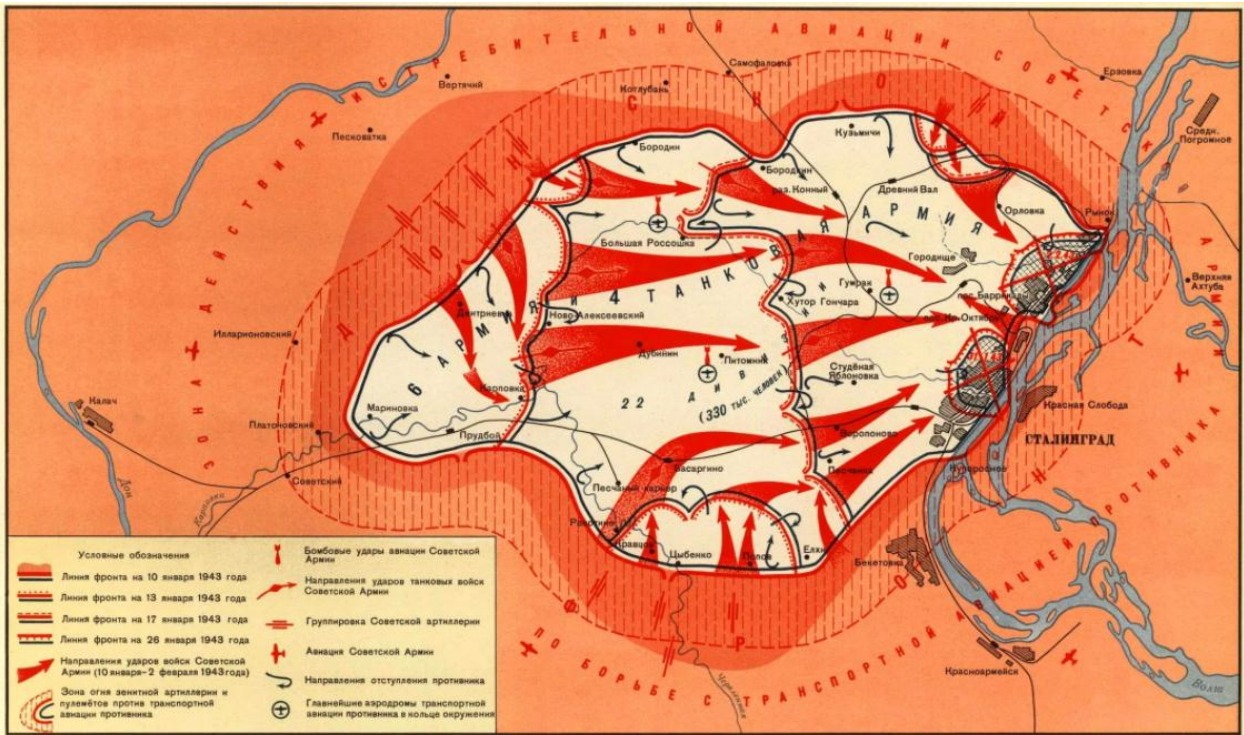 ЗОНА ДЕЙСТВИЯ ИСТРЕБИТЕЛЬНОЙ АВИАЦИИ СОВЕТСКОЙ АРМИИ
ПО БОРЬБЕ С ТРАНСПОРТНОЙ АВИАЦИЕЙ ПРОТИВНИКА
ДОНСКОЙ
ФРОНТ
Вертячий
Котлубань
Самофаловка
Ерзовка
Песковатка
Средн.
Погромное
Бородин
Кузьмичи
Бородкин
раз. Конный
Древний Вал
Орловка
Рынок
Большая Россошка
Городище
Верхняя
Ахтуба
Гумрак
пос. Баррикады
Хутор Гончара
пос. Кр. Октябрь
Илларионовский
Дмитриевка
Ново-Алексеевский
6 АРМИЯ И 4 ТАНКОВАЯ АРМИЯ
Дубинин
Питомник
Студёная
Яблоновка
22 ДИВИЗИИ
(330 ТЫС. ЧЕЛОВЕК)
Карповка
Калач
Мариновка
Красная Слобода
Платочовский
Прудбой
Воропоново
СТАЛИНГРАД
Басаргино
Песчанка
Купоросное
Советский
Песчаный карьер
Дон
Карповка
Ракотино
Кравцов
Цыбенко
Попов
Елхи
Бекетовка
Красноармейск
Червленная
Волга
Условные обозначения
Линия фронта на 10 января 1943 года
Линия фронта на 13 января 1943 года
Линия фронта на 17 января 1943 года
Линия фронта на 26 января 1943 года
Направления ударов войск Советской
Армии (10 января–2 февраля 1943 года)
Зона огня зенитной артиллерии и
пулемётов против транспортной
авиации противника
Бомбовые удары авиации Советской
Армии
Направления ударов танковых войск
Советской Армии
Группировка Советской артиллерии
Авиация Советской Армии
Направления отступления противника
Главнейшие аэродромы транспортной
авиации противника в кольце окружения